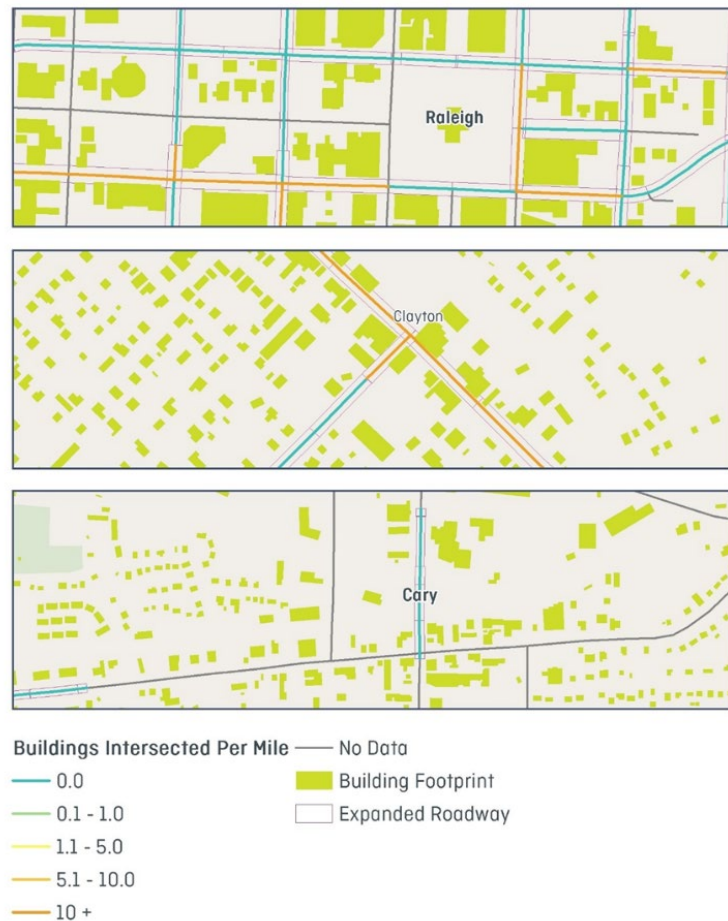 Raleigh
Clayton
Cary
Buildings Intersected Per Mile
0.0
0.1 - 1.0
1.1 - 5.0
5.1 - 10.0
10 +
No Data
Building Footprint
Expanded Roadway